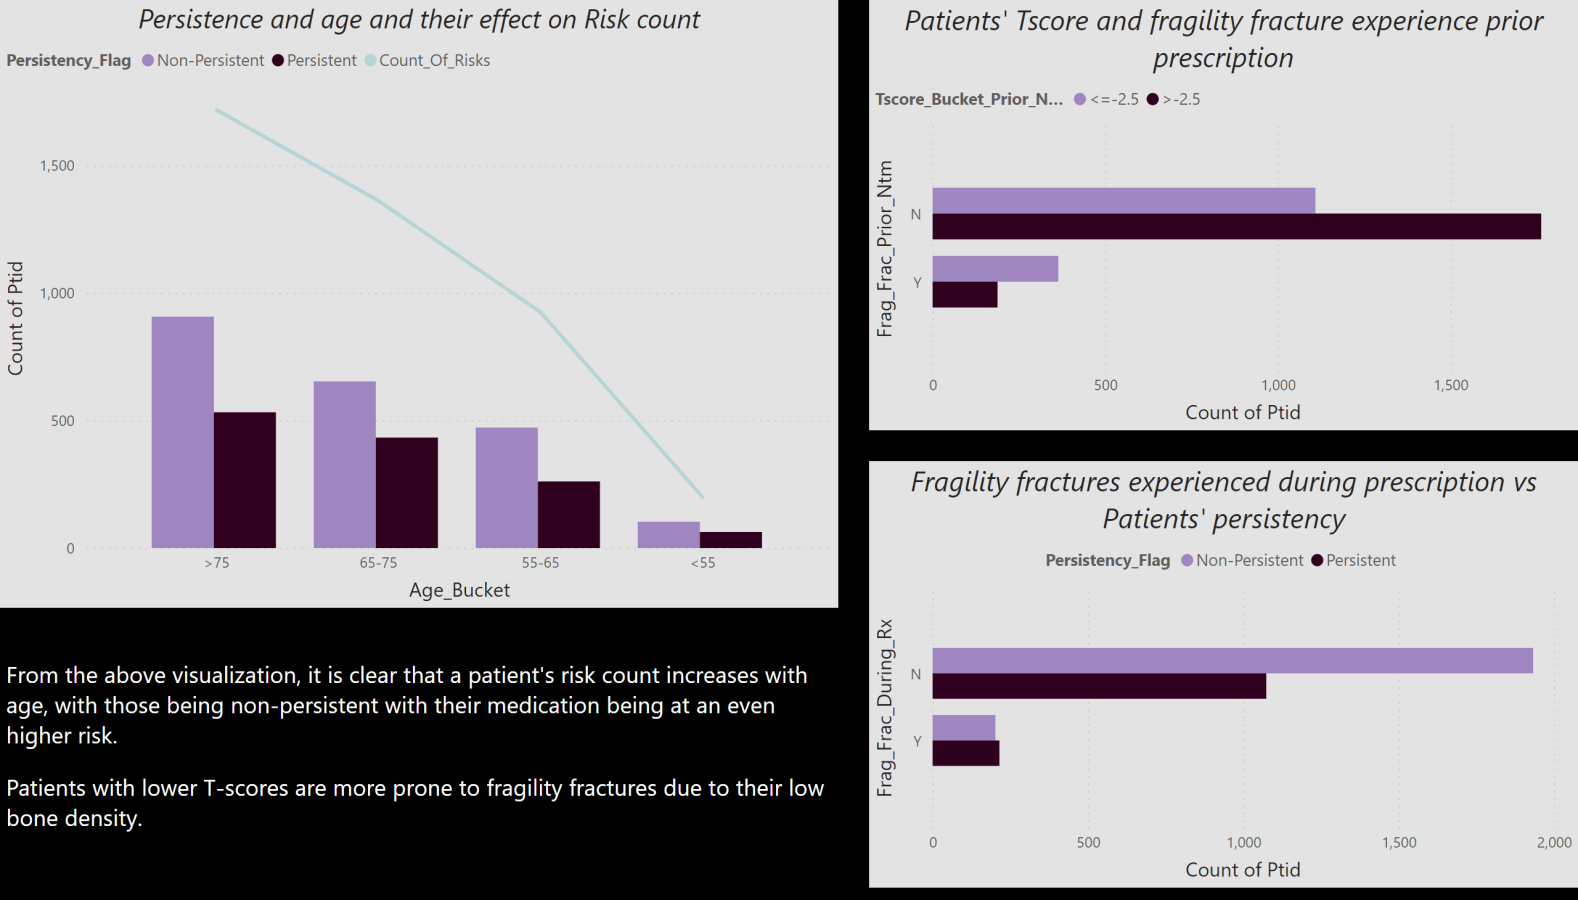 Persistence and age and their effect on Risk count
Persistency_Flag Non-Persistent Persistent Count_Of_Risks
Count of Ptid
1,500
1,000
500
0
>75 65-75 55-65 <55
Age_Bucket
From the above visualization, it is clear that a patient's risk count increases with
age, with those being non-persistent with their medication being at an even
higher risk.
Patients with lower T-scores are more prone to fragility fractures due to their low
bone density.
Patients' Tscore and fragility fracture experience prior
prescription
Tscore_Bucket_Prior_N... <=-2.5 >-2.5
Frag_Frac_Prior_Ntm
N
Y
0 500 1,000 1,500
Count of Ptid
Fragility fractures experienced during prescription vs
Patients' persistency
Persistency_Flag Non-Persistent Persistent
Frag_Frac_During_Rx
N
Y
0 500 1,000 1,500 2,000
Count of Ptid